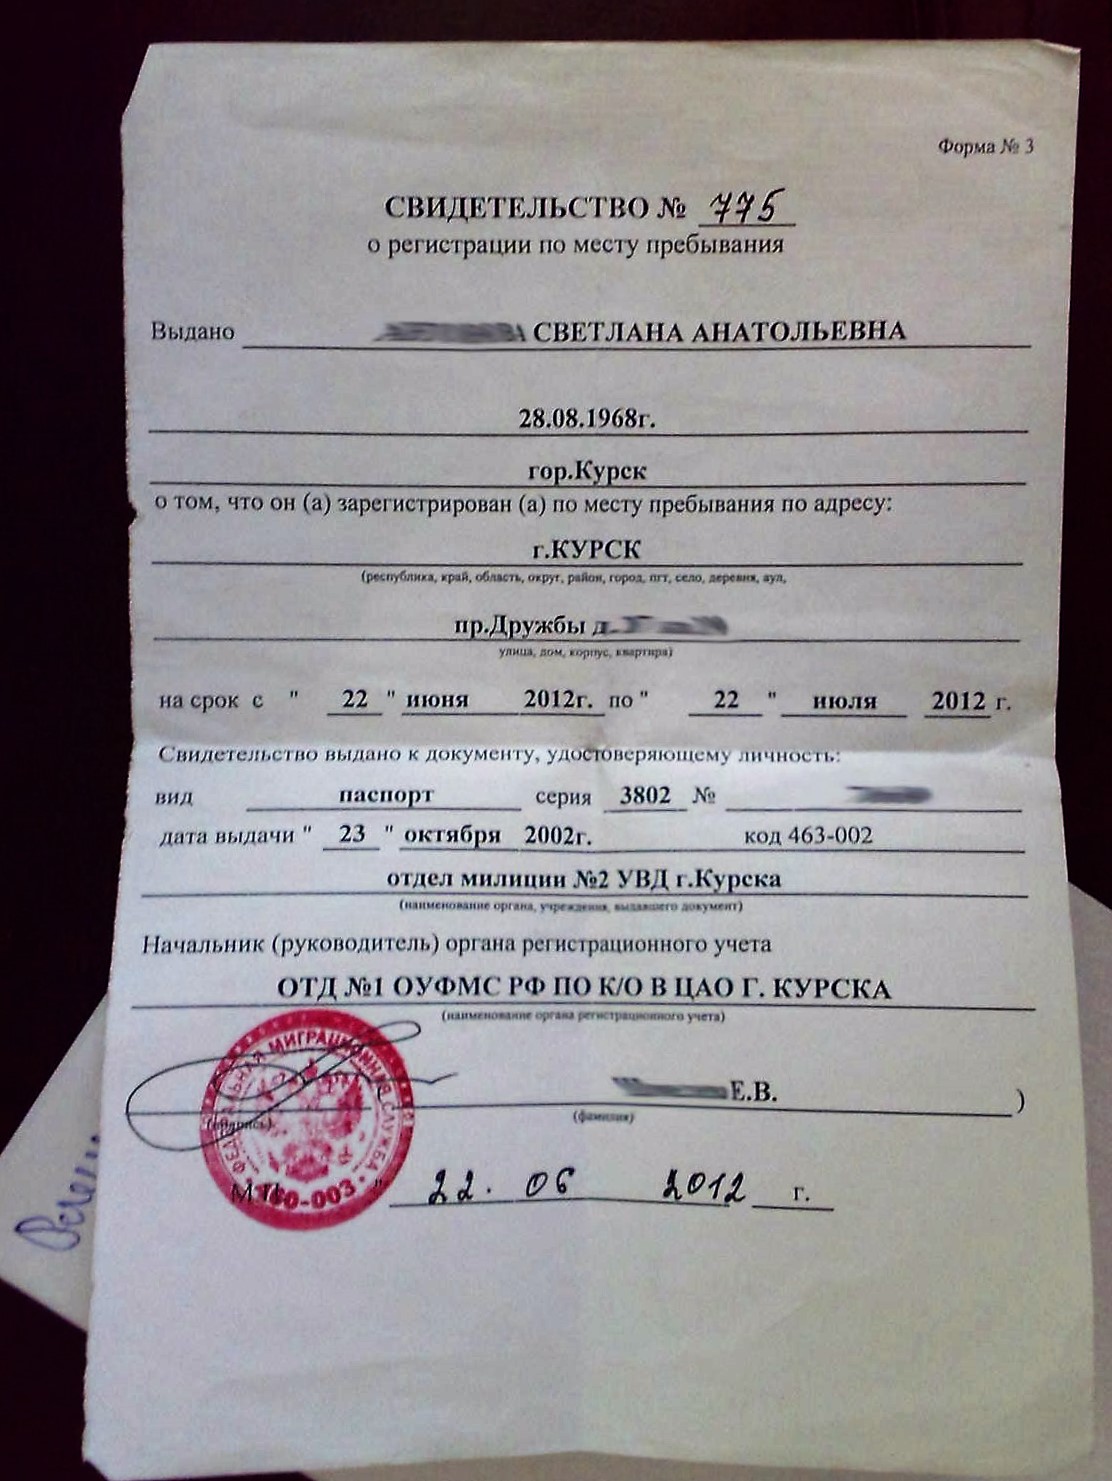 Форма № 3
СВИДЕТЕЛЬСТВО № 775
о регистрации по месту пребывания
Выдано СВЕТЛАНА АНАТОЛЬЕВНА
28.08.1968г.
гор.Курск
о том, что он (а) зарегистрирован (а) по месту пребывания по адресу:
г.КУРСК
(республика, край, область, округ, район, город, пгт, село, деревня, аул,
пр.Дружбы д.
улица, дом, корпус, квартира)
на срок с " 22 " июня 2012г. по " 22 " июля 2012 г.
Свидетельство выдано к документу, удостоверяющему личность:
вид паспорт серия 3802 №
дата выдачи " 23 " октября 2002г. код 463-002
отдел милиции №2 УВД г.Курска
(наименование органа, учреждения, выдавшего документ)
Начальник (руководитель) органа регистрационного учета
ОТД №1 ОУФМС РФ ПО К/О В ЦАО Г. КУРСКА
(наименование органа регистрационного учета)
Е.В. )
(подпись) (фамилия)
ФЕДЕРАЛЬНАЯ МИГРАЦИОННАЯ СЛУЖБА
М.П. " 22. 06 2012 г.